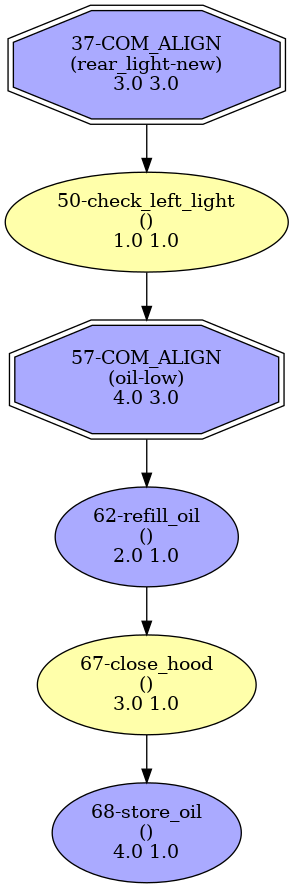 37-COM_ALIGN
(rear_light-new)
3.0 3.0
50-check_left_light
()
1.0 1.0
57-COM_ALIGN
(oil-low)
4.0 3.0
62-refill_oil
()
2.0 1.0
67-close_hood
()
3.0 1.0
68-store_oil
()
4.0 1.0